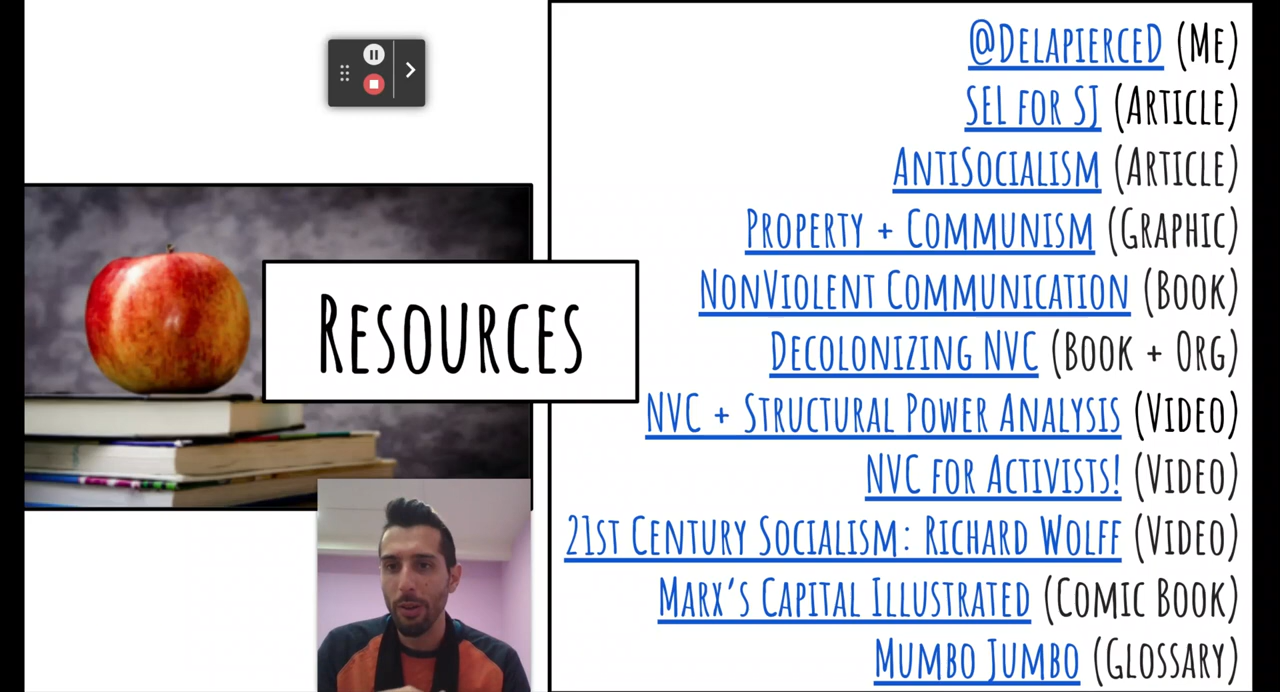 Resources
@DelapierceD (Me)
SEL for SJ (Article)
AntiSocialism (Article)
Property + Communism (Graphic)
NonViolent Communication (Book)
Decolonizing NVC (Book + Org)
NVC + Structural Power Analysis (Video)
NVC for Activists! (Video)
21st Century Socialism: Richard Wolff (Video)
Marx's Capital Illustrated (Comic Book)
Mumbo Jumbo (Glossary)